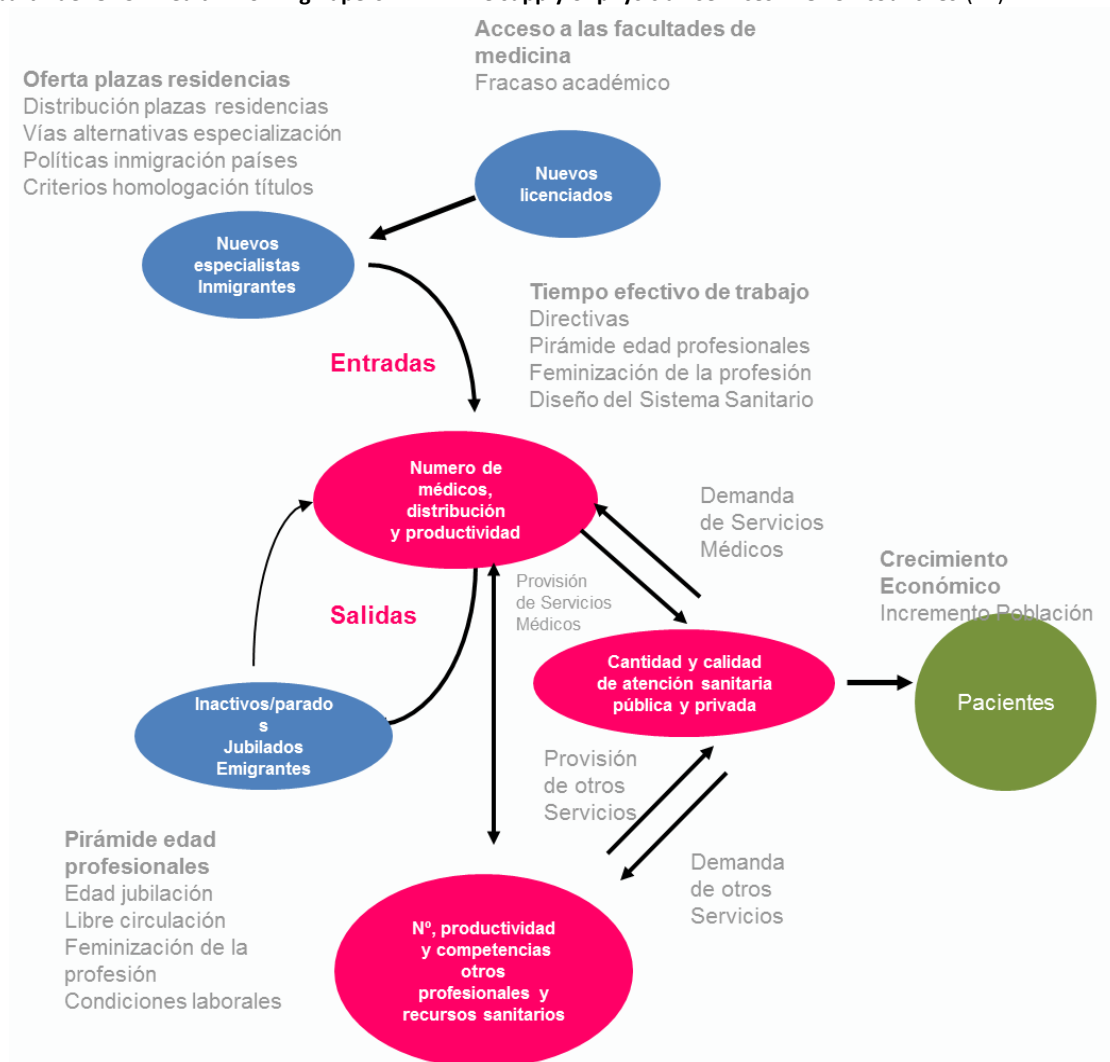 Acceso a las facultades de
medicina
Fracaso académico
Oferta plazas residencias
Distribución plazas residencias
Vías alternativas especialización
Políticas inmigración países
Criterios homologación títulos
Nuevos
licenciados
Nuevos
especialistas
Inmigrantes
Tiempo efectivo de trabajo
Directivas
Pirámide edad profesionales
Feminización de la profesión
Diseño del Sistema Sanitario
Entradas
Numero de
médicos,
distribución
y productividad
Demanda
de Servicios
Médicos
Crecimiento
Económico
Incremento Población
Provisión
de Servicios
Médicos
Salidas
Cantidad y calidad
de atención sanitaria
pública y privada
Pacientes
Inactivos/parado
s
Jubilados
Emigrantes
Provisión
de otros
Servicios
Pirámide edad
profesionales
Edad jubilación
Libre circulación
Feminización de la
profesión
Condiciones laborales
Demanda
de otros
Servicios
Nº, productividad
y competencias
otros
profesionales y
recursos sanitarios